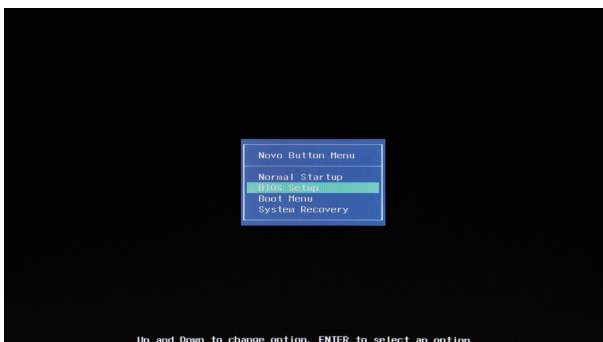 Novo Button Menu
Normal Startup
BIOS Setup
Boot Menu
System Recovery
Up and Down to change option, ENTER to select an option